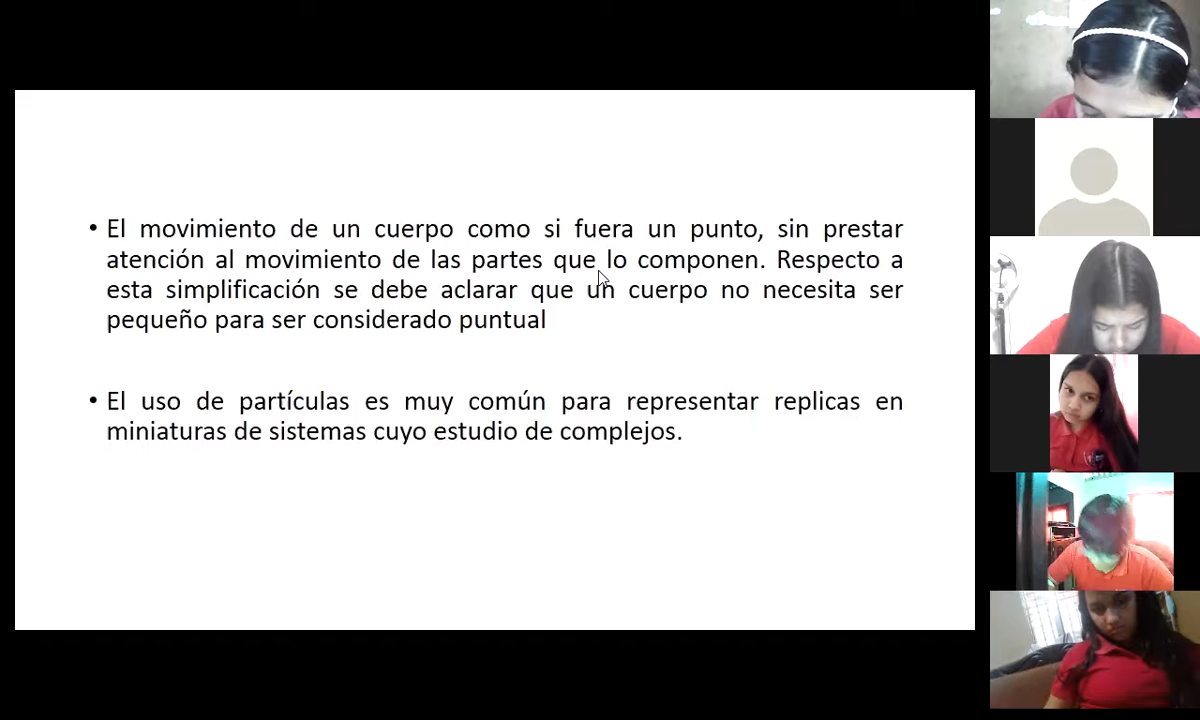 • El movimiento de un cuerpo como si fuera un punto, sin prestar
atención al movimiento de las partes que lo componen. Respecto a
esta simplificación se debe aclarar que un cuerpo no necesita ser
pequeño para ser considerado puntual
• El uso de partículas es muy común para representar replicas en
miniaturas de sistemas cuyo estudio de complejos.